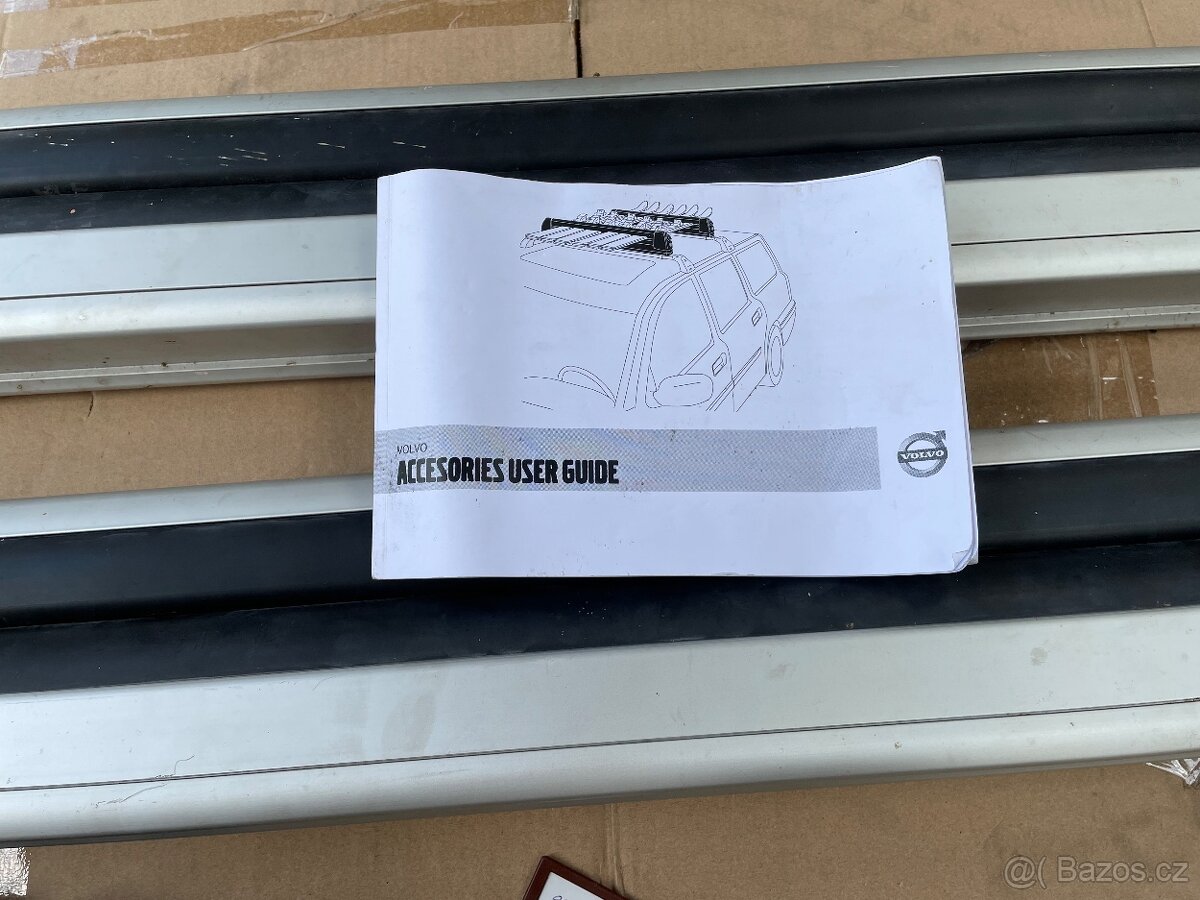 VOLVO
ACCESORIES USER GUIDE
VOLVO
@( Bazos.cz